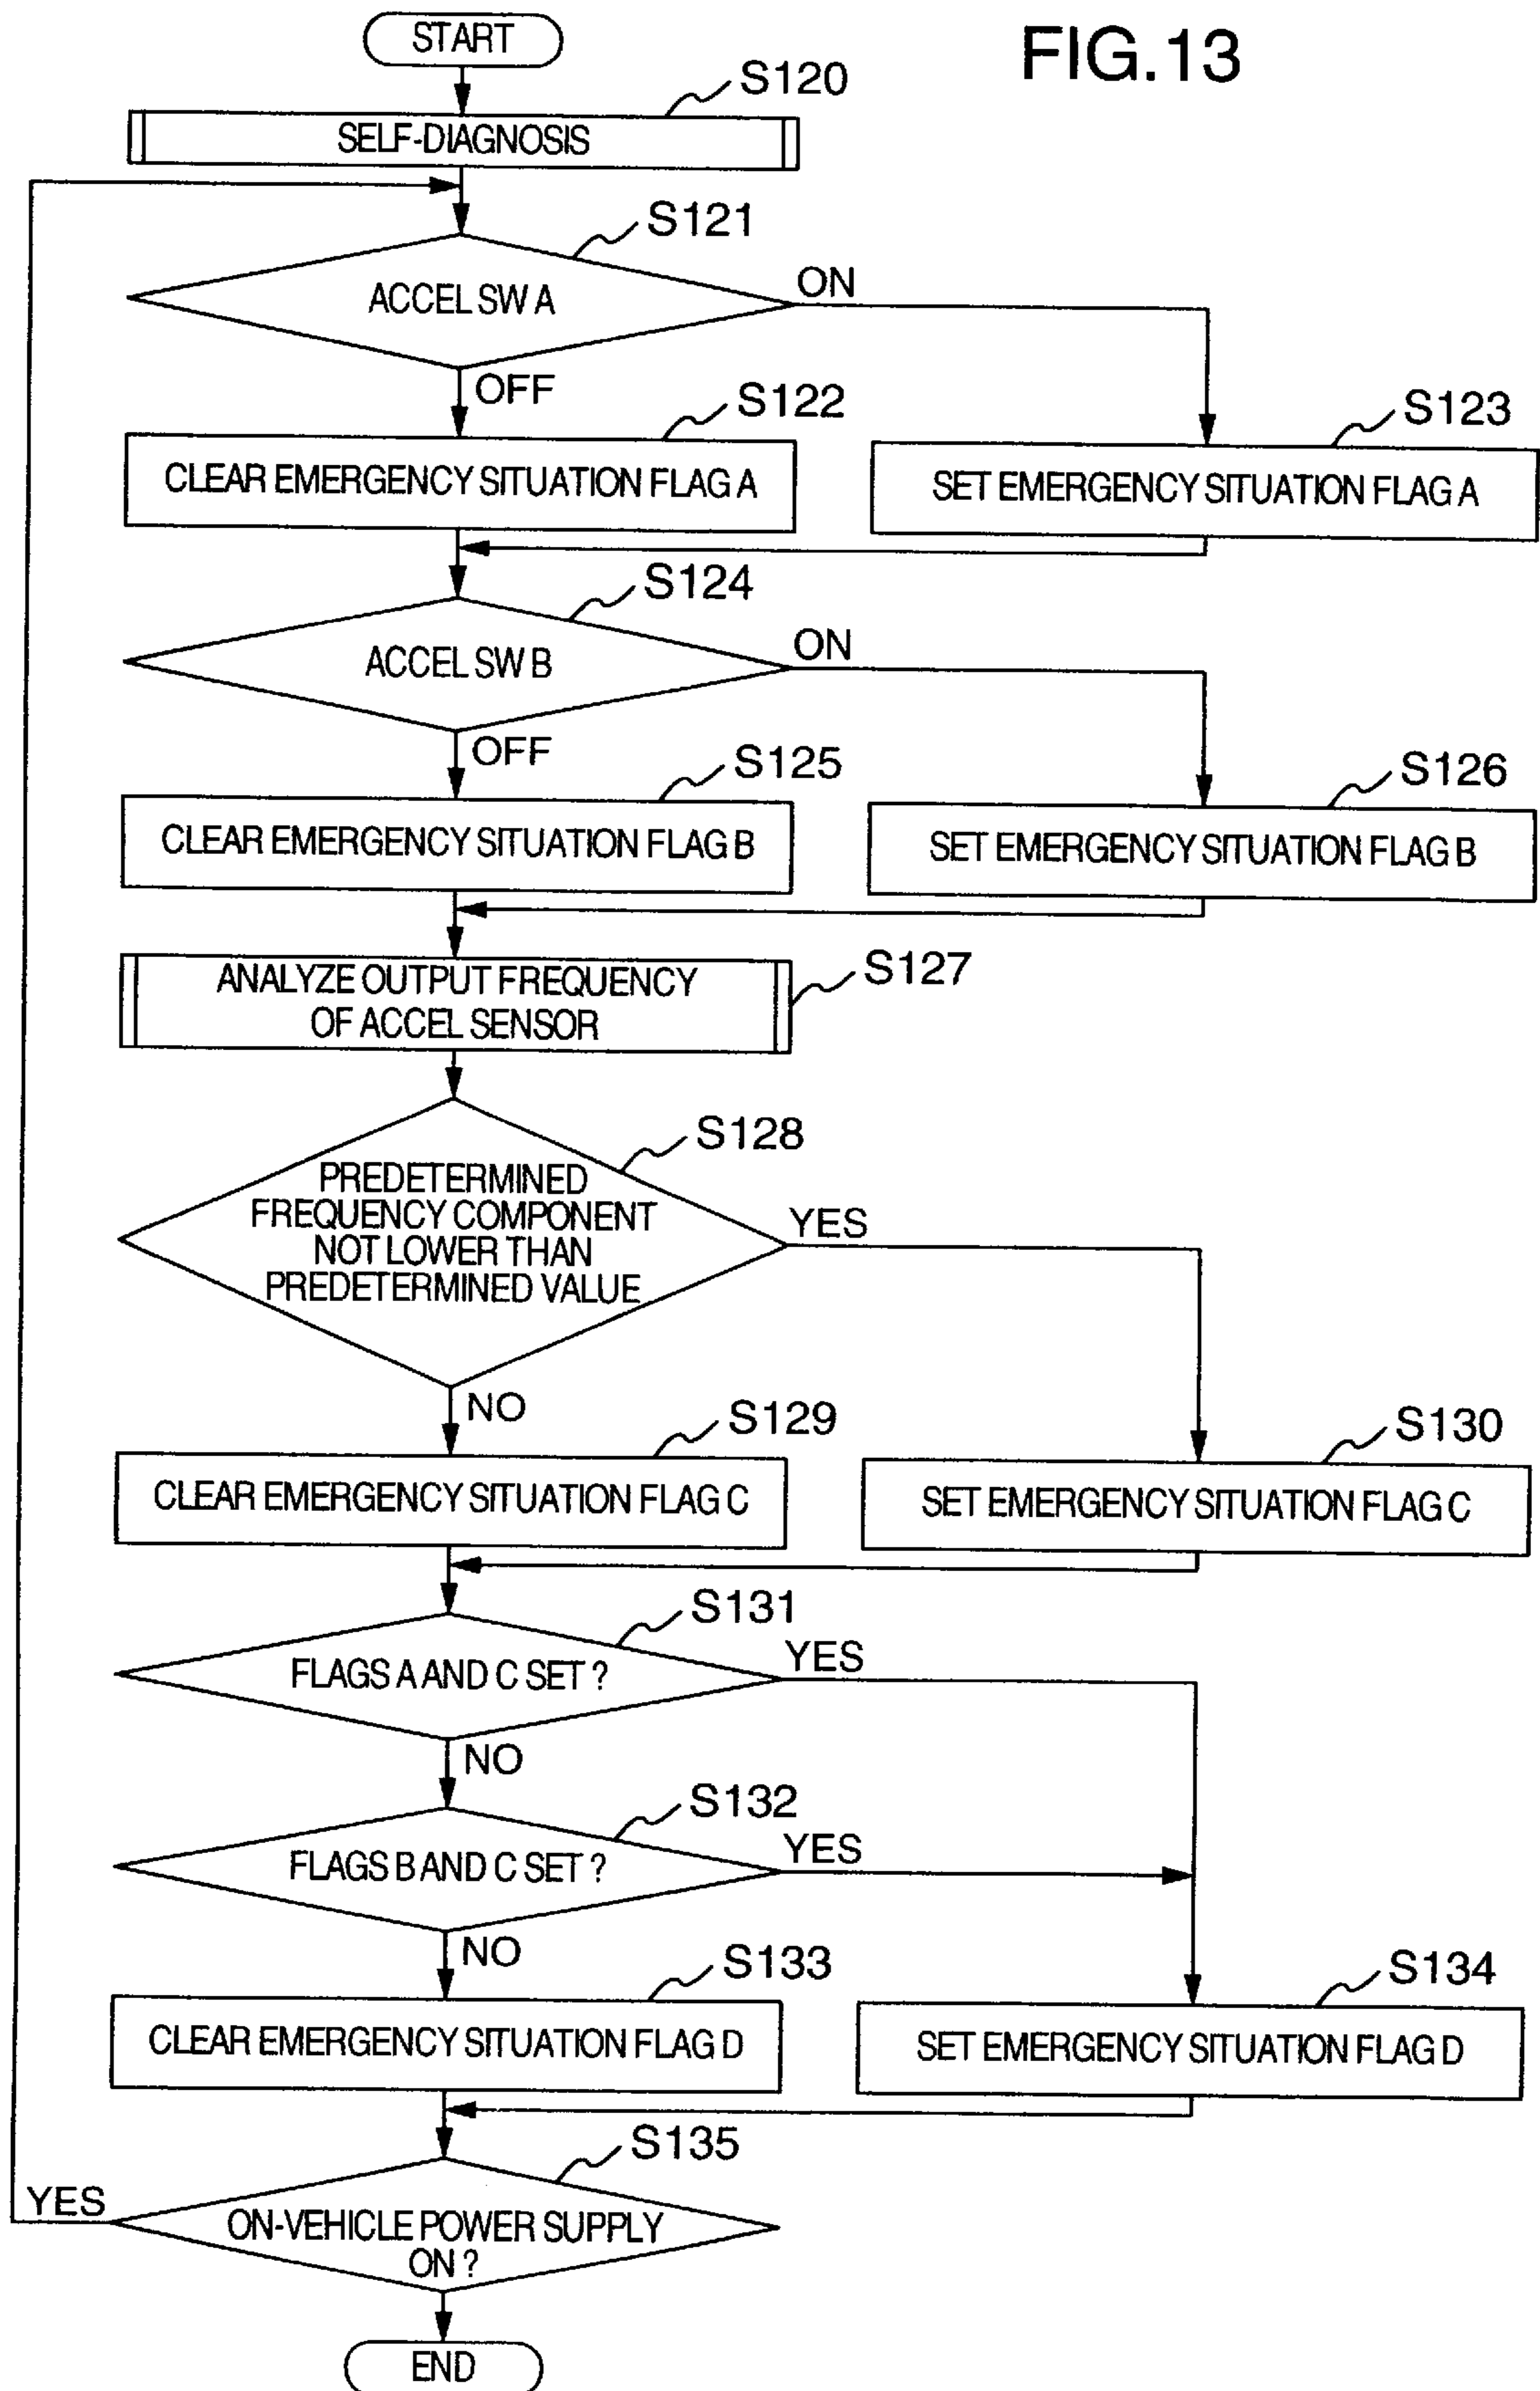 START
FIG.13
S120
SELF-DIAGNOSIS
S121
ACCEL SW A
ON
OFF
S122
S123
CLEAR EMERGENCY SITUATION FLAG A
SET EMERGENCY SITUATION FLAG A
S124
ACCEL SW B
ON
OFF
S125
S126
CLEAR EMERGENCY SITUATION FLAG B
SET EMERGENCY SITUATION FLAG B
S127
ANALYZE OUTPUT FREQUENCY
OF ACCEL SENSOR
S128
PREDETERMINED
FREQUENCY COMPONENT
NOT LOWER THAN
PREDETERMINED VALUE
YES
NO
S129
S130
CLEAR EMERGENCY SITUATION FLAG C
SET EMERGENCY SITUATION FLAG C
S131
FLAGS A AND C SET ?
YES
NO
S132
FLAGS B AND C SET ?
YES
NO
S133
S134
CLEAR EMERGENCY SITUATION FLAG D
SET EMERGENCY SITUATION FLAG D
S135
YES
ON-VEHICLE POWER SUPPLY
ON ?
END